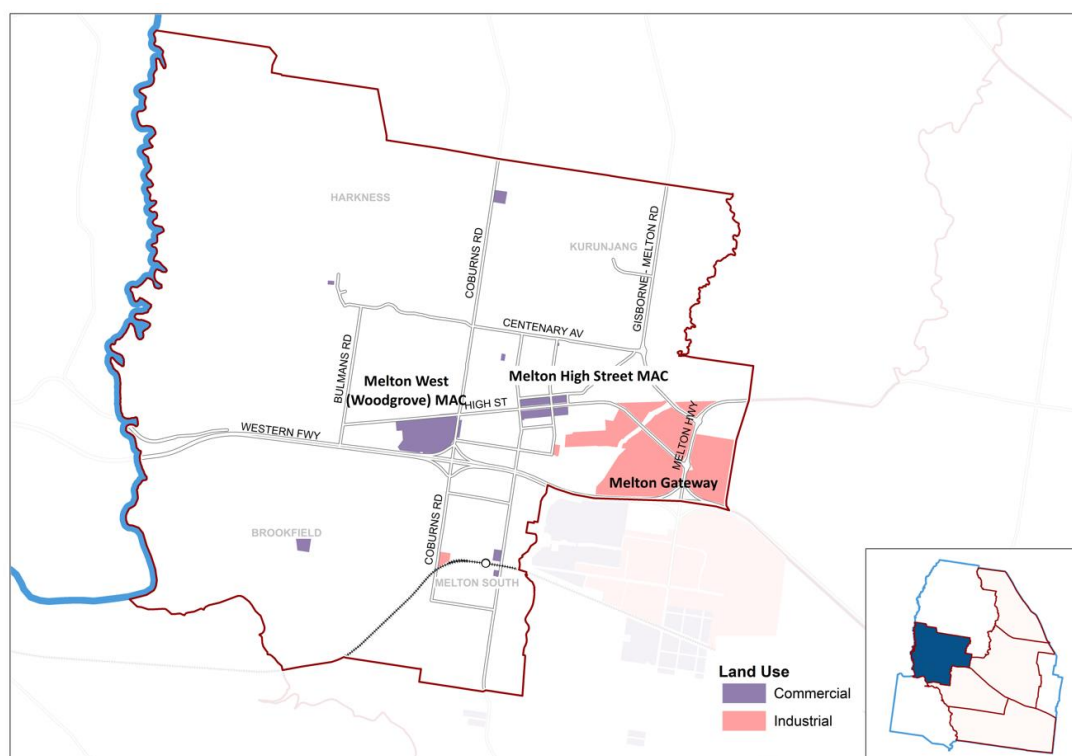 HARKNESS
KURUNJANG
COBURNS RD
GISBORNE - MELTON RD
CENTENARY AV
BULMANS RD
Melton West
(Woodgrove) MAC
Melton High Street MAC
HIGH ST
WESTERN FWY
MELTON HWY
Melton Gateway
BROOKFIELD
COBURNS RD
MELTON SOUTH
Land Use
Commercial
Industrial